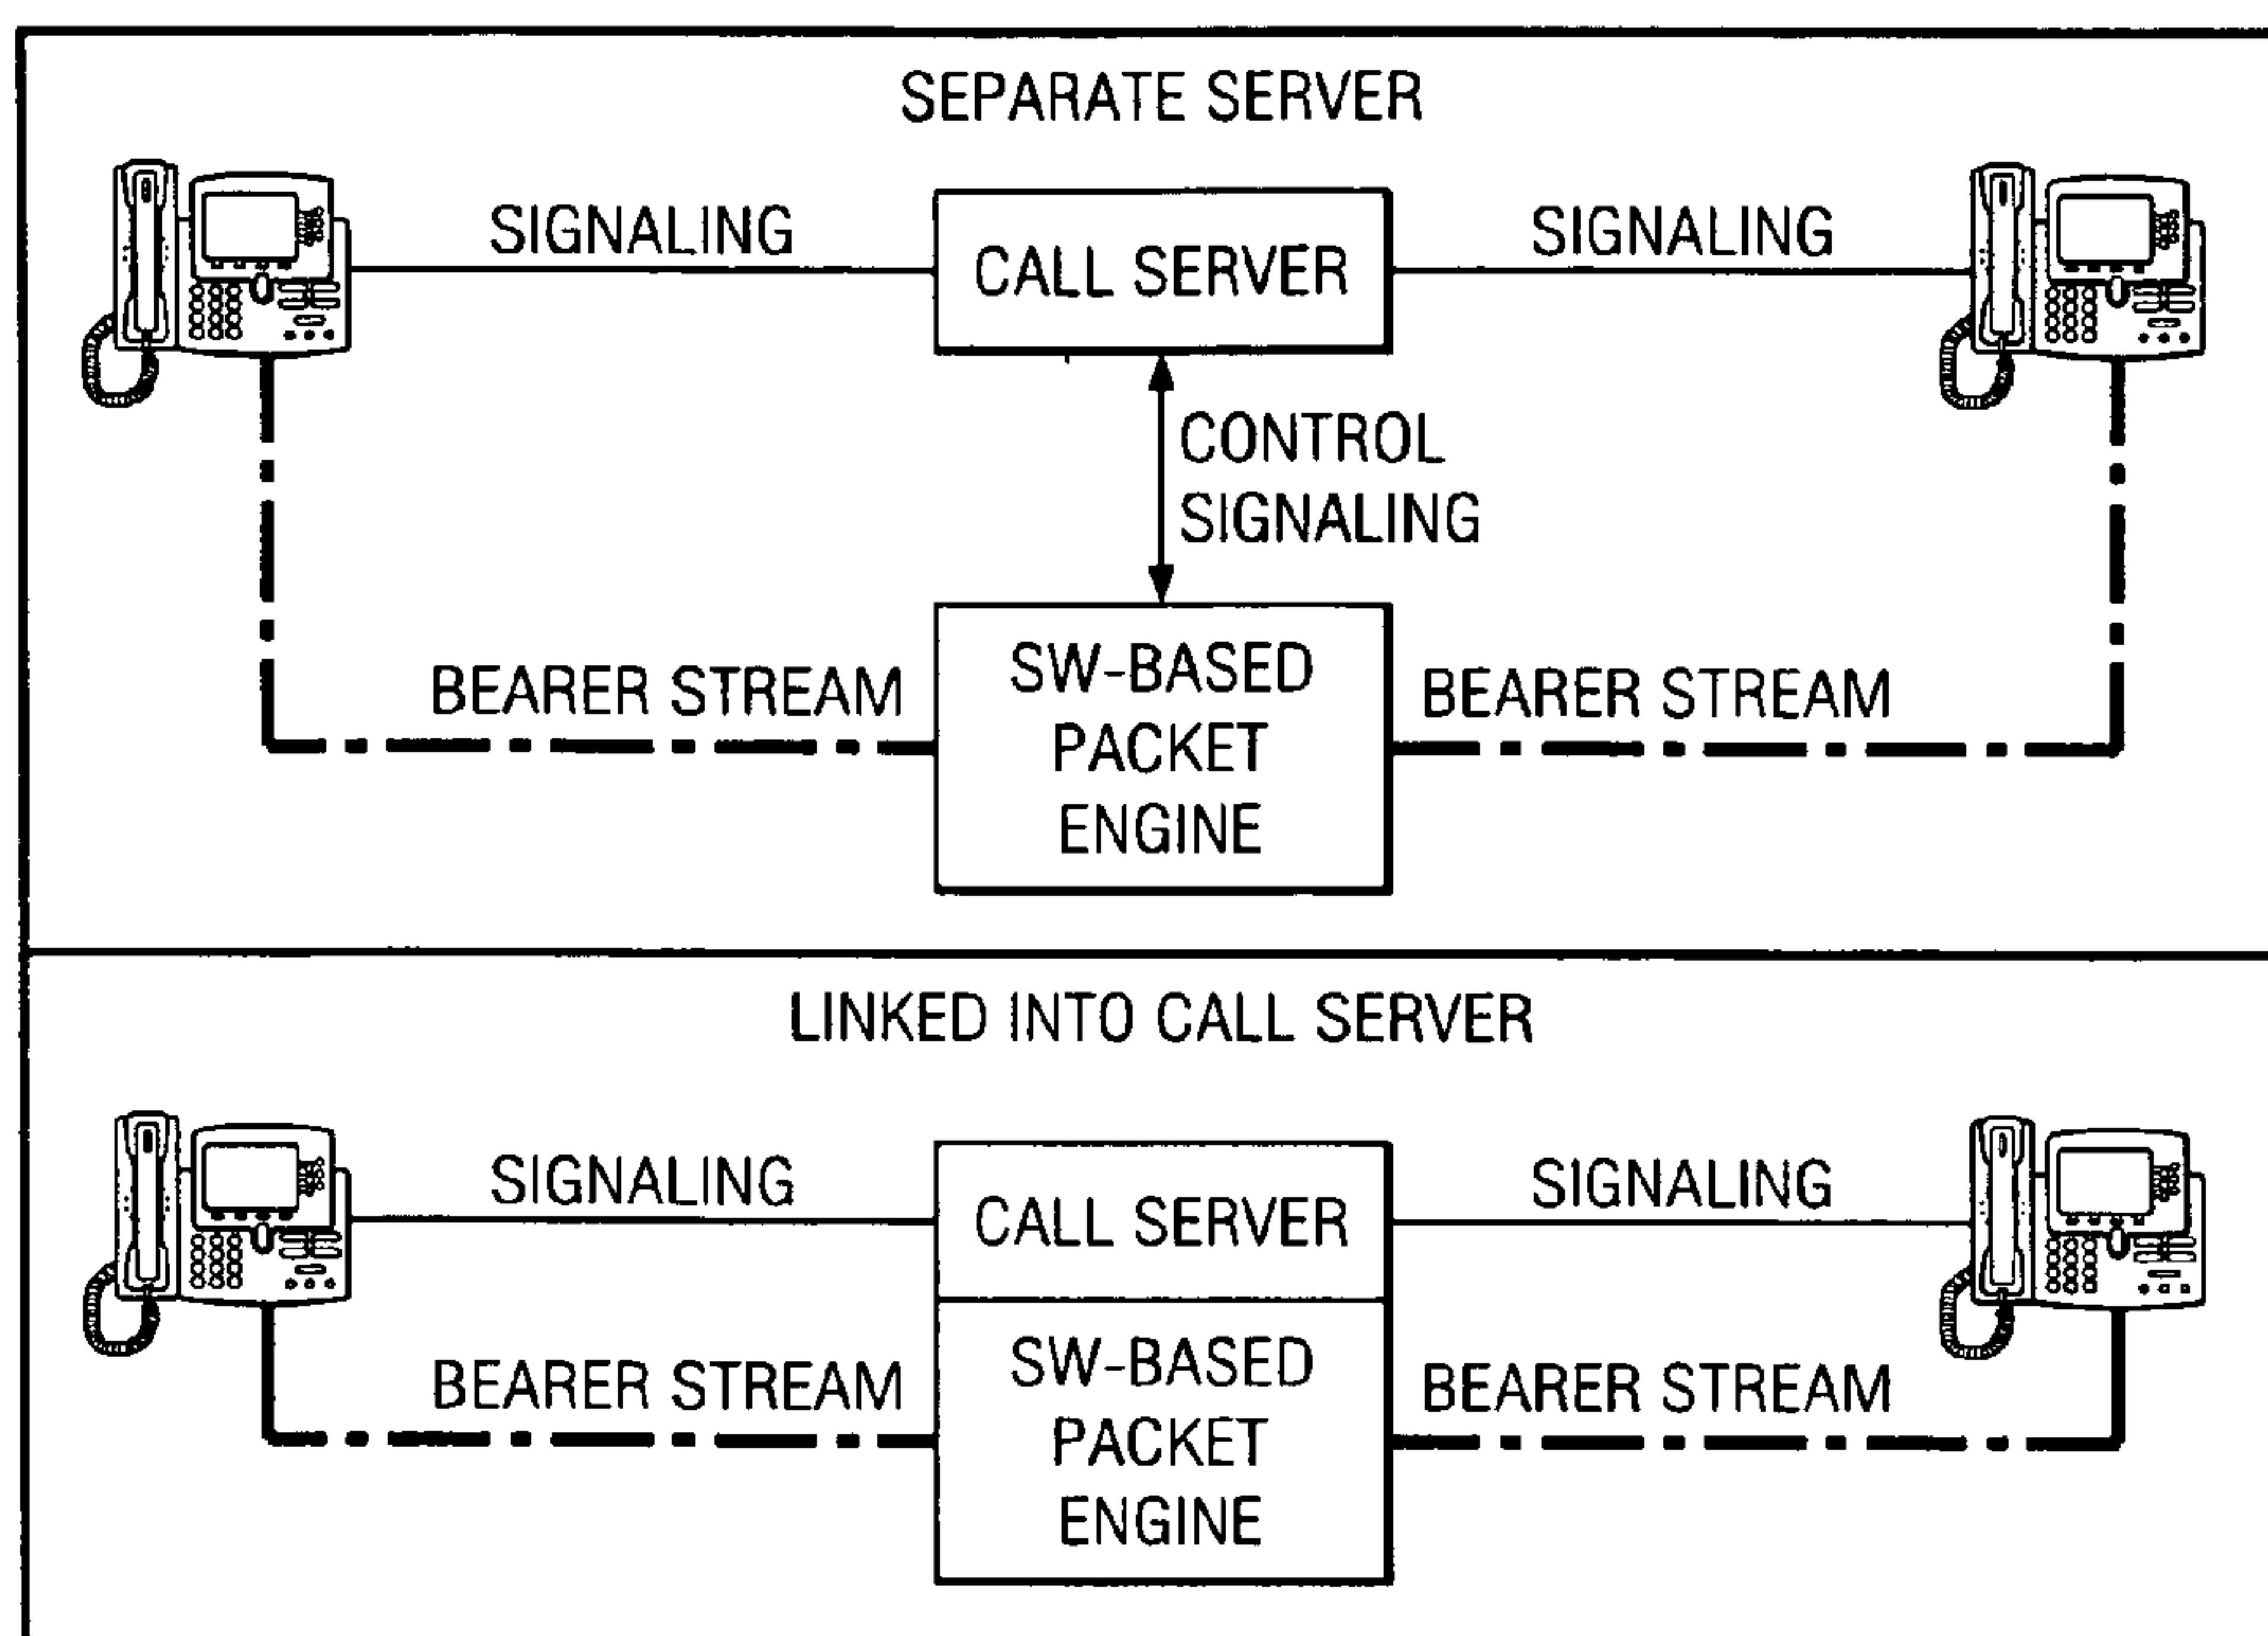 SEPARATE SERVER
SIGNALING
CALL SERVER
SIGNALING
CONTROL
SIGNALING
BEARER STREAM
SW-BASED
PACKET
ENGINE
BEARER STREAM
LINKED INTO CALL SERVER
SIGNALING
CALL SERVER
SIGNALING
BEARER STREAM
SW-BASED
PACKET
ENGINE
BEARER STREAM